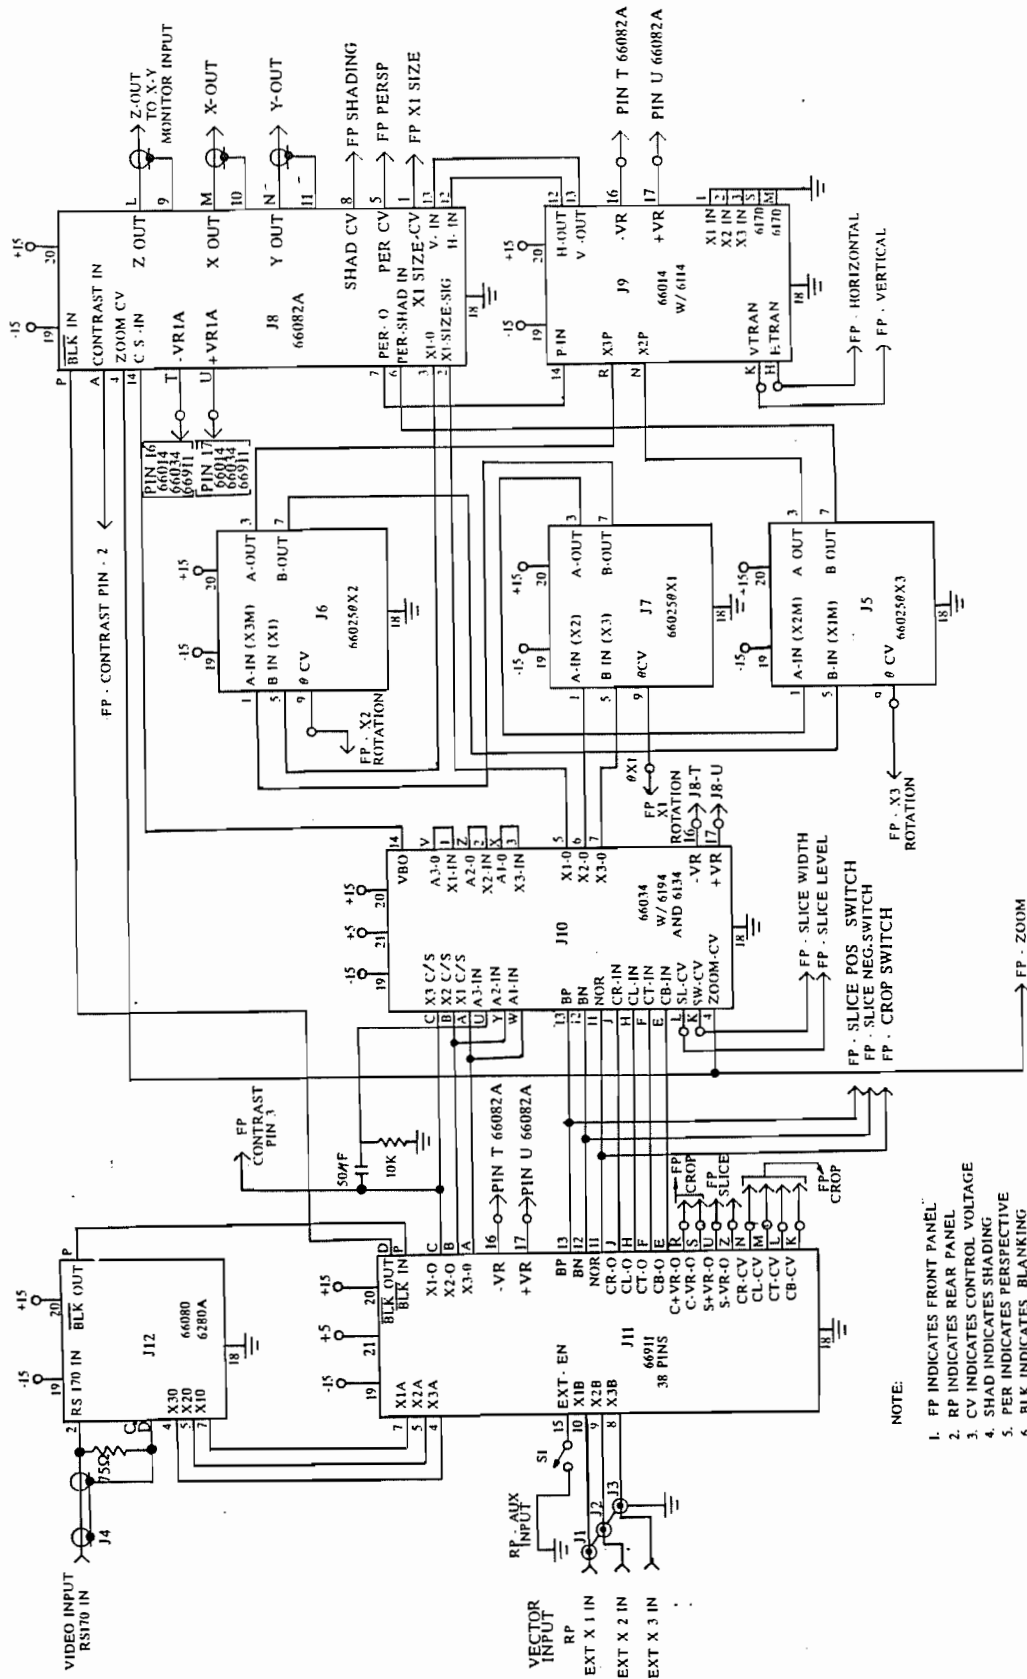 VIDEO INPUT
RS170 IN
J4
75Ω
C
D
-15
19
+15
20
2
RS 170 IN
BLK OUT
P
66080
6280A
J12
18
4
X30
5
X20
7
X10
VECTOR
INPUT
RP
EXT X 1 IN
EXT X 2 IN
EXT X 3 IN
J1
J2
J3
RP - AUX
INPUT
S1
-15
19
+5
21
+15
20
D
BLK OUT
P
BLK IN
7
X1A
5
X2A
4
X3A
X1-O
C
X2-O
B
X3-O
A
16
-VR
PIN T 66082A
17
+VR
PIN U 66082A
15
EXT - EN
10
X1B
9
X2B
8
X3B
J11
66911
38 PINS
18
BP
13
BN
12
NOR
11
CR-O
J
CL-O
H
CT-O
F
CB-O
E
C+VR-O
R
C-VR-O
S
S+VR-O
U
S-VR-O
Z
CR-CV
N
CL-CV
M
CT-CV
L
CB-CV
K
FP
CROP
FP
SLICE
FP
CROP
FP
CONTRAST
PIN 3
50MF
10K
-15
19
+5
21
+15
20
VBO
14
C
X3 C/S
B
X2 C/S
A
X1 C/S
U
A3-IN
Y
A2-IN
W
A1-IN
A3-0
V
X1-IN
1
A2-0
Z
X2-IN
2
A1-0
X
X3-IN
3
J10
66034
W/ 6194
AND 6134
13
BP
12
BN
11
NOR
J
CR-IN
H
CL-IN
F
CT-IN
E
CB-IN
L
SL-CV
K
SW-CV
4
ZOOM-CV
X1-0
5
X2-0
6
X3-0
7
-VR
16
J8-T
+VR
17
J8-U
18
FP - SLICE WIDTH
FP - SLICE LEVEL
FP - SLICE POS SWITCH
FP - SLICE NEG. SWITCH
FP - CROP SWITCH
FP - ZOOM
FP - CONTRAST PIN - 2
-15
19
+15
20
1
A-IN (X3M)
5
B IN (X1)
9
θ CV
A-OUT
3
B-OUT
7
J6
66025θX2
18
FP - X2
ROTATION
-15
19
+15
20
1
A-IN (X2)
5
B IN (X3)
9
θCV
A-OUT
3
B-OUT
7
J7
66025θX1
18
θX1
FP
X1
ROTATION
-15
19
+15
20
1
A-IN (X2M)
5
B-IN (X1M)
9
θ CV
A OUT
3
B OUT
7
J5
66025θX3
18
FP - X3
ROTATION
-15
19
+15
20
P
BLK IN
A
CONTRAST IN
4
ZOOM CV
14
C S -IN
T
-VR1A
U
+VR1A
PIN 16
66014
66034
66911
PIN 17
66014
66034
66911
Z OUT
L
9
Z-OUT
TO X-Y
MONITOR INPUT
X OUT
M
10
X-OUT
Y OUT
N
11
Y-OUT
J8
66082A
SHAD CV
8
FP SHADING
PER CV
5
FP PERSP
X1 SIZE-CV
1
FP X1 SIZE
V- IN
13
H- IN
12
7
PER- O
6
PER-SHAD IN
3
X1-0
2
X1-SIZE-SIG
18
-15
19
+15
20
14
P-IN
R
X3P
N
X2P
H-OUT
12
V -OUT
13
J9
66014
W/ 6114
-VR
16
PIN T 66082A
+VR
17
PIN U 66082A
X1 IN
1
X2 IN
2
X3 IN
3
6170
S
6170
M
K
VTRAN
H
HTRAN
18
FP - HORIZONTAL
FP - VERTICAL
NOTE:
1. FP INDICATES FRONT PANEL
2. RP INDICATES REAR PANEL
3. CV INDICATES CONTROL VOLTAGE
4. SHAD INDICATES SHADING
5. PER INDICATES PERSPECTIVE
6. BLK INDICATES BLANKING